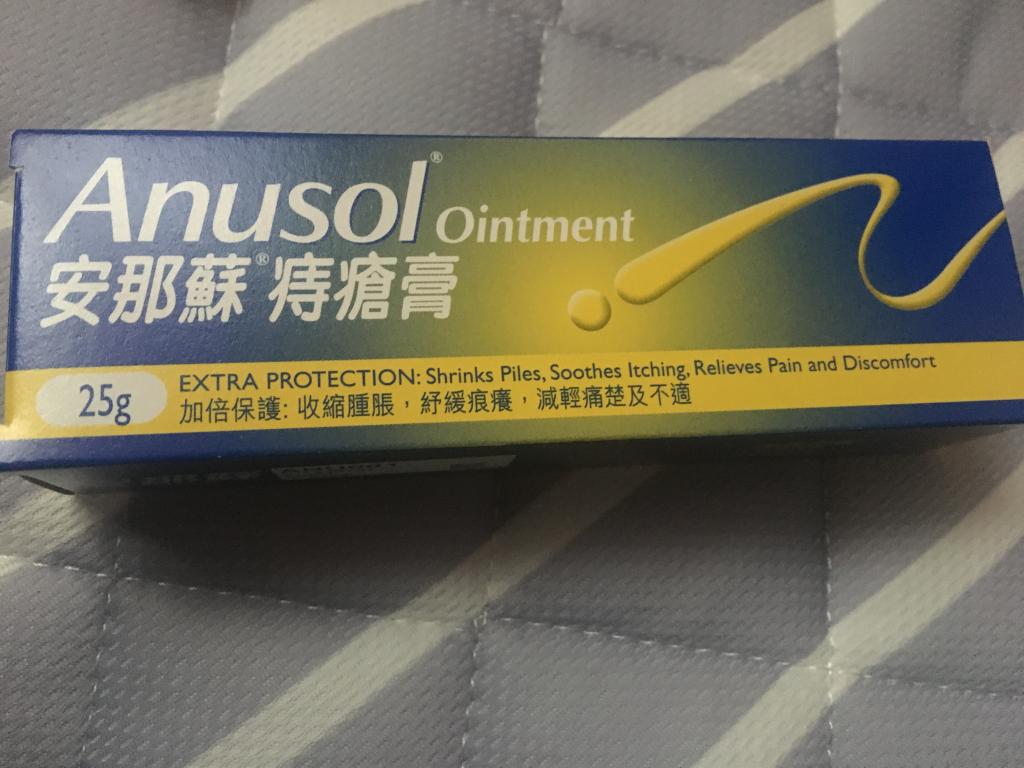 Anusol® Ointment
安那蘇®痔瘡膏
25g
EXTRA PROTECTION: Shrinks Piles, Soothes Itching, Relieves Pain and Discomfort
加倍保護: 收縮腫脹，紓緩痕癢，減輕痛楚及不適